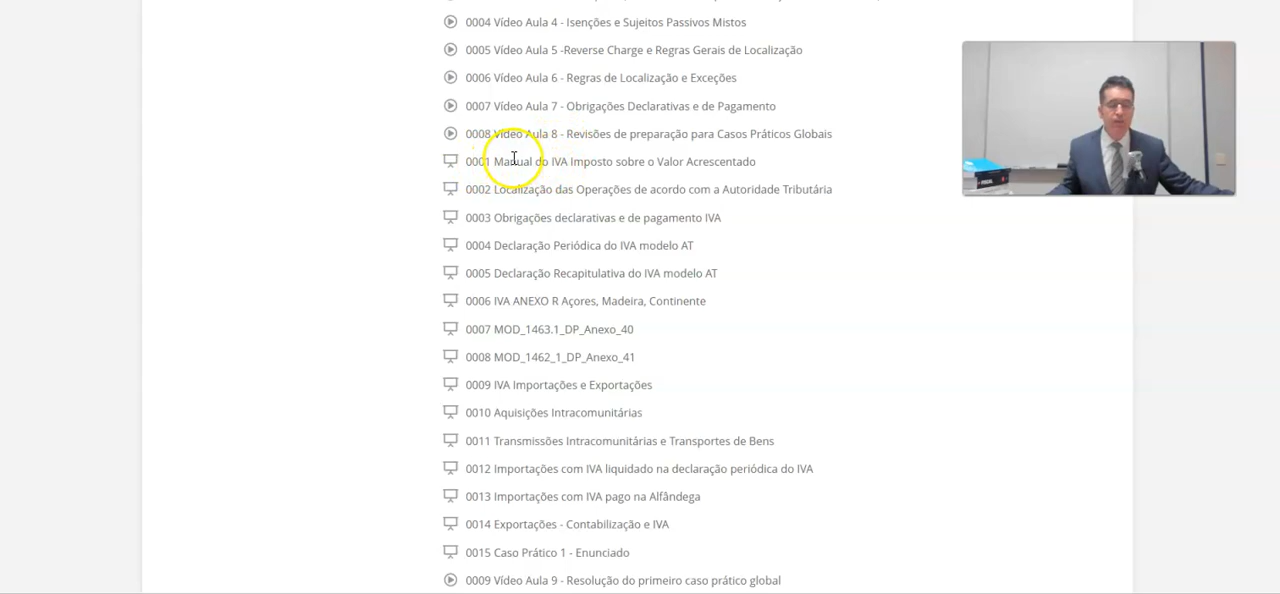 0004 Vídeo Aula 4 - Isenções e Sujeitos Passivos Mistos
0005 Vídeo Aula 5 -Reverse Charge e Regras Gerais de Localização
0006 Vídeo Aula 6 - Regras de Localização e Exceções
0007 Vídeo Aula 7 - Obrigações Declarativas e de Pagamento
0008 Vídeo Aula 8 - Revisões de preparação para Casos Práticos Globais
0001 Manual do IVA Imposto sobre o Valor Acrescentado
0002 Localização das Operações de acordo com a Autoridade Tributária
0003 Obrigações declarativas e de pagamento IVA
0004 Declaração Periódica do IVA modelo AT
0005 Declaração Recapitulativa do IVA modelo AT
0006 IVA ANEXO R Açores, Madeira, Continente
0007 MOD_1463.1_DP_Anexo_40
0008 MOD_1462_1_DP_Anexo_41
0009 IVA Importações e Exportações
0010 Aquisições Intracomunitárias
0011 Transmissões Intracomunitárias e Transportes de Bens
0012 Importações com IVA liquidado na declaração periódica do IVA
0013 Importações com IVA pago na Alfândega
0014 Exportações - Contabilização e IVA
0015 Caso Prático 1 - Enunciado
0009 Vídeo Aula 9 - Resolução do primeiro caso prático global